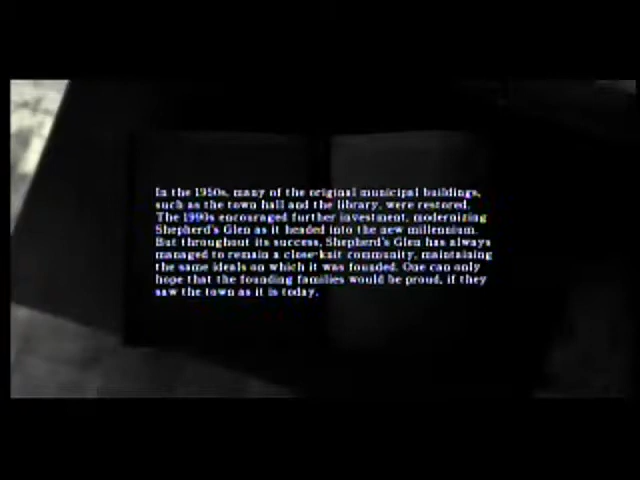 In the 1950s, many of the original municipal buildings,
such as the town hall and the library, were restored.
The 1990s encouraged further investment, modernizing
Shepherd's Glen as it headed into the new millennium.
But throughout its success, Shepherd's Glen has always
managed to remain a close-knit community, maintaining
the same ideals on which it was founded. One can only
hope that the founding families would be proud, if they
saw the town as it is today.